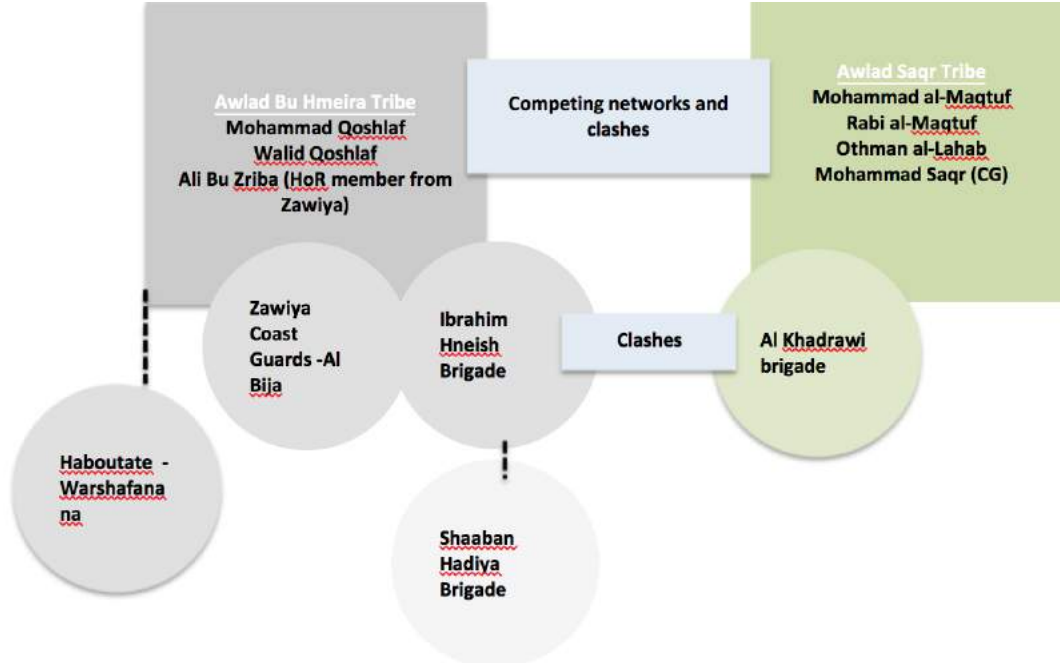 Awlad Bu Hmeira Tribe
Mohammad Qoshlaf
Walid Qoshlaf
Ali Bu Zriba (HoR member from
Zawiya)
Competing networks and
clashes
Awlad Saqr Tribe
Mohammad al-Maqtuf
Rabi al-Maqtuf
Othman al-Lahab
Mohammad Saqr (CG)
Zawiya
Coast
Guards -Al
Bija
Ibrahim
Hneish
Brigade
Clashes
Al Khadrawi
brigade
Haboutate -
Warshafana
na
Shaaban
Hadiya
Brigade